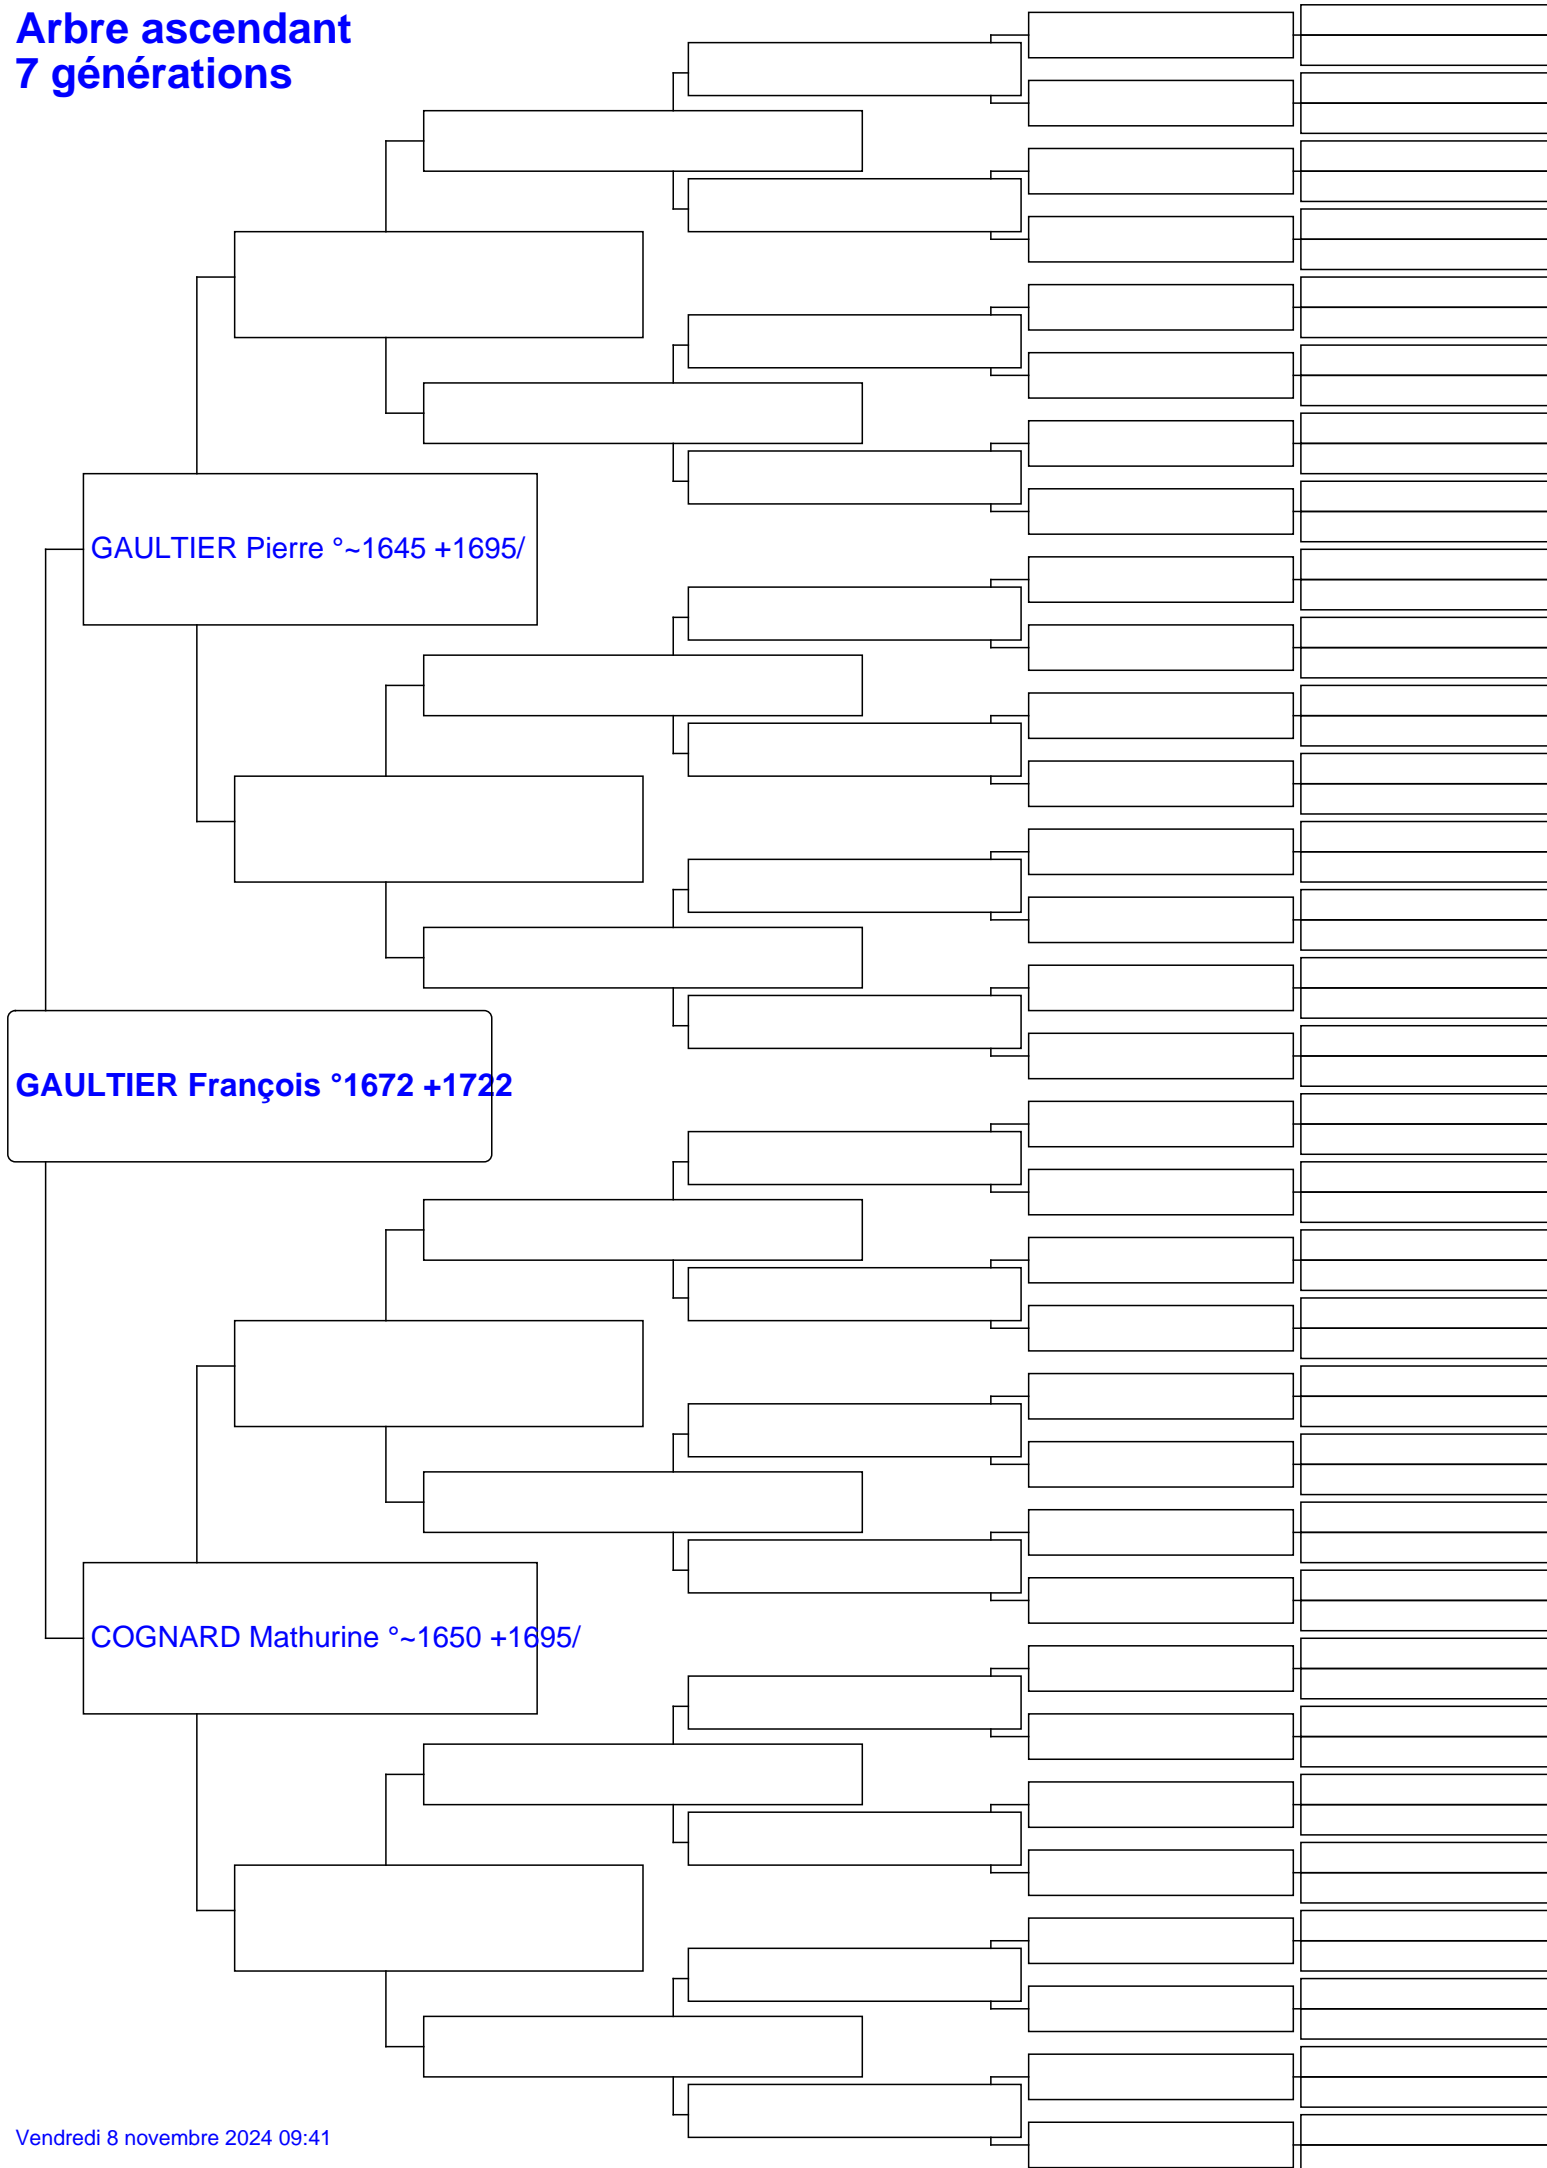 Arbre ascendant
7 générations
GAULTIER Pierre °~1645 +1695/
GAULTIER François °1672 +1722
COGNARD Mathurine °~1650 +1695/
Vendredi 8 novembre 2024 09:41